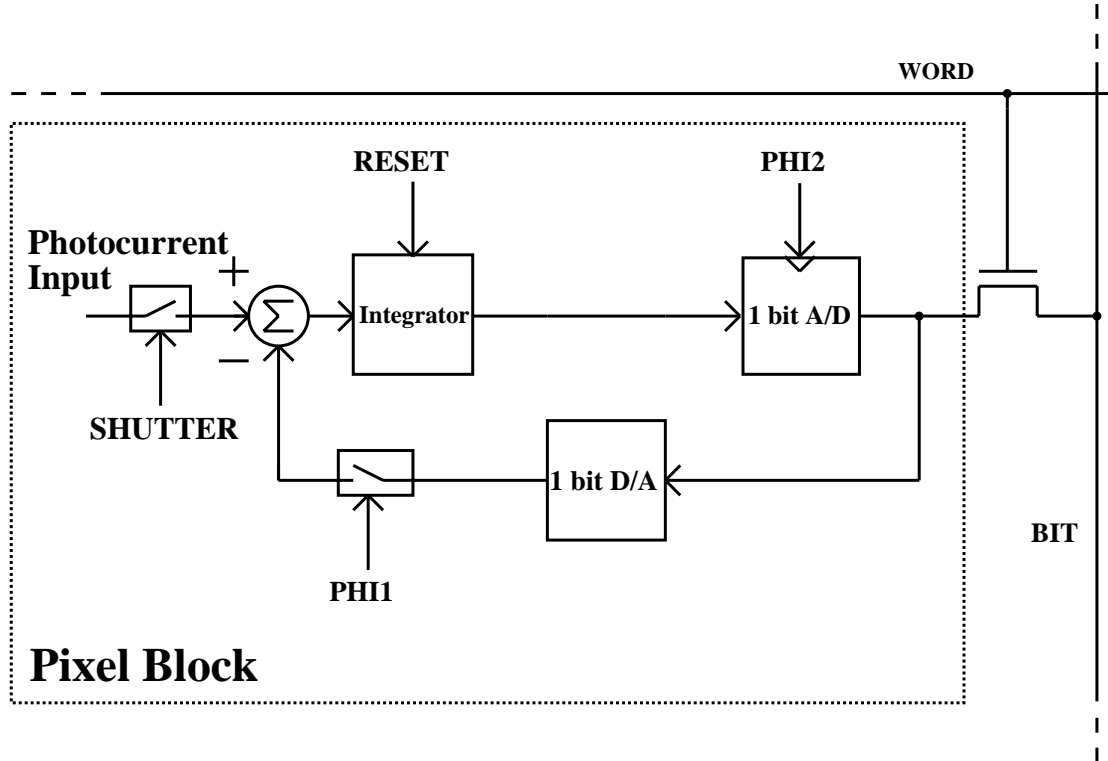 WORD
RESET
PHI2
Photocurrent
Input
+
Σ
Integrator
1 bit A/D
−
SHUTTER
1 bit D/A
BIT
PHI1
Pixel Block